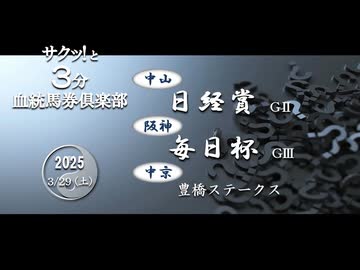 サクッ!と
3分
血統馬券倶楽部
2025
3/29(土)
中山
日経賞 GⅡ
阪神
毎日杯 GⅢ
中京
豊橋ステークス